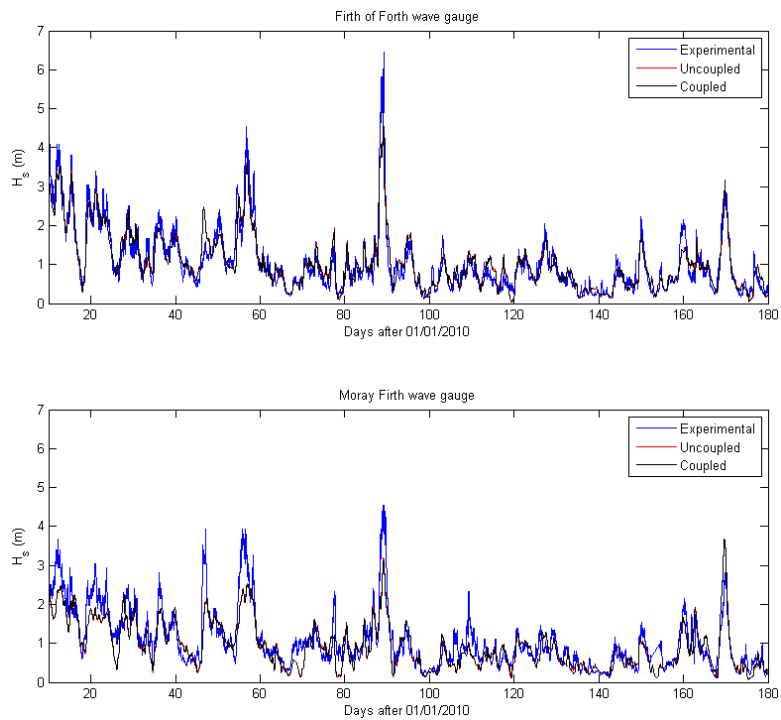 Firth of Forth wave gauge
7
6
5
4
3
2
1
0
H_s (m)
Experimental
Uncoupled
Coupled
20 40 60 80 100 120 140 160 180
Days after 01/01/2010
Moray Firth wave gauge
7
6
5
4
3
2
1
0
H_s (m)
Experimental
Uncoupled
Coupled
20 40 60 80 100 120 140 160 180
Days after 01/01/2010